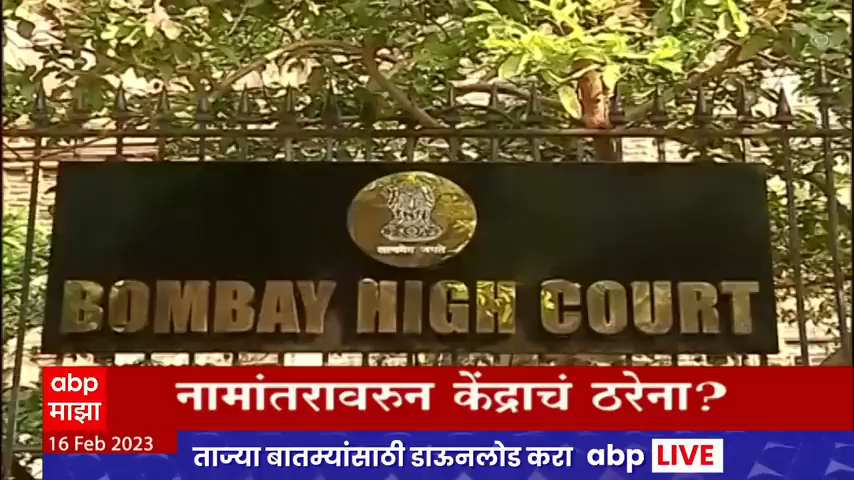 सत्यमेव जयते
BOMBAY HIGH COURT
abp माझा
नामांतरावरुन केंद्राचं ठरेना?
16 Feb 2023
ताज्या बातम्यांसाठी डाऊनलोड करा abp LIVE